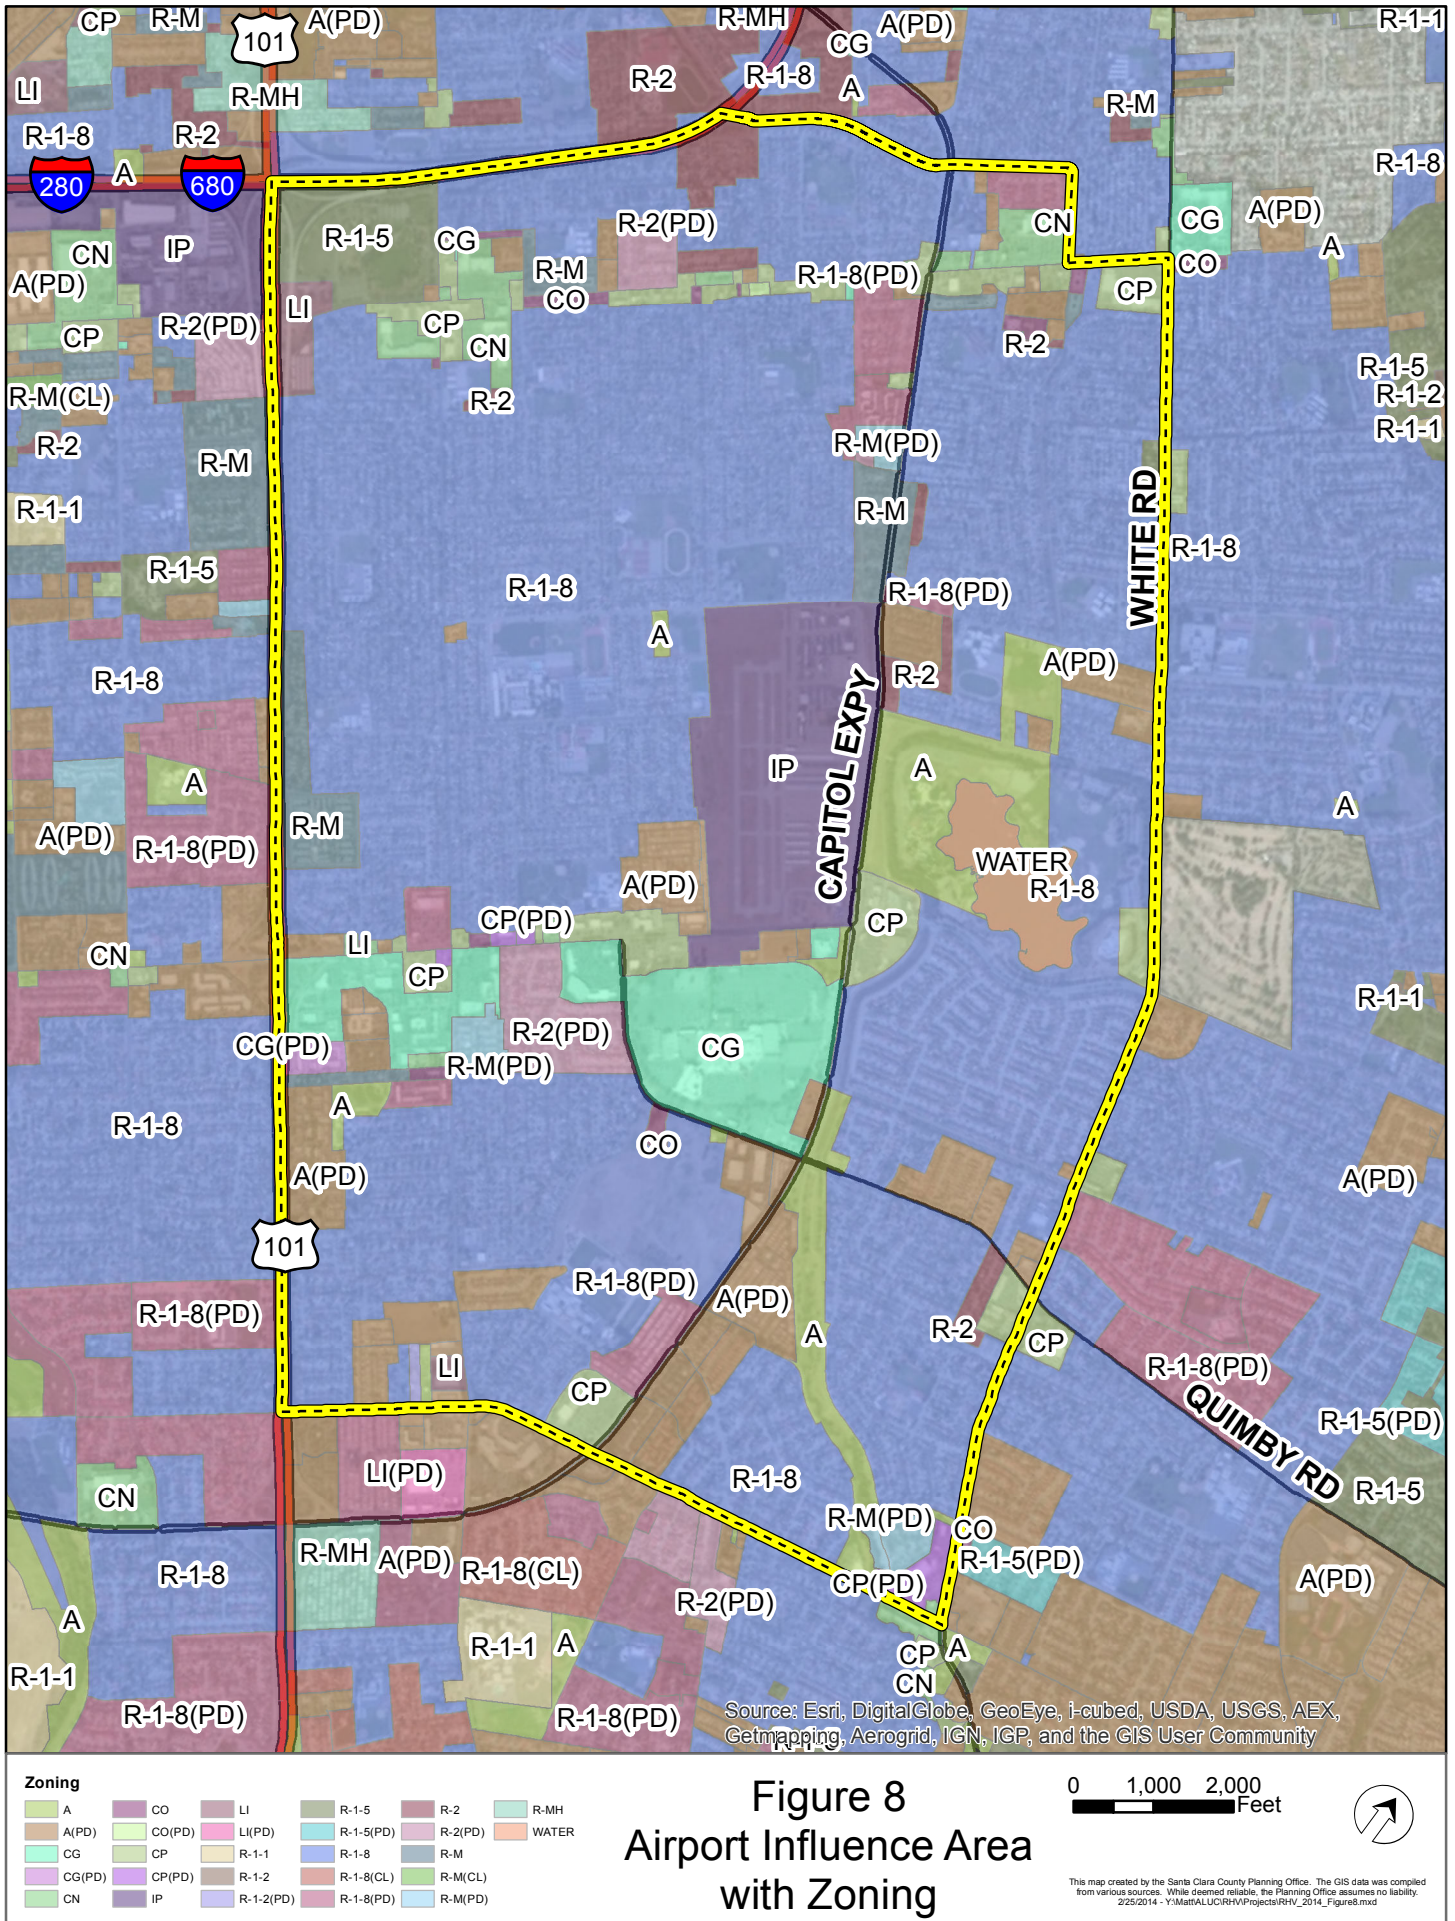 CP
R-M
A(PD)
R-MH
A(PD)
R-1-1
101
CG
LI
R-MH
R-2
R-1-8
A
R-M
R-1-8
R-2
280
A
680
R-1-8
CN
IP
R-1-5
CG
R-2(PD)
CN
CG
A(PD)
A
A(PD)
R-M
CO
R-1-8(PD)
CO
CP
LI
CP
R-2(PD)
CP
CN
R-2
R-M(CL)
R-2
R-1-5
R-1-2
R-1-1
R-2
R-M
R-M(PD)
R-1-1
R-M
WHITE RD
R-1-8
R-1-5
R-1-8
R-1-8(PD)
A
R-1-8
A(PD)
R-2
CAPITOL EXPY
IP
A
A
A
A(PD)
R-1-8(PD)
R-M
WATER
R-1-8
A(PD)
CP(PD)
CP
LI
CN
CP
R-1-1
CG(PD)
R-2(PD)
CG
R-M(PD)
A
R-1-8
CO
A(PD)
A(PD)
101
R-1-8(PD)
R-1-8(PD)
A(PD)
A
R-2
CP
LI
CP
R-1-8(PD)
QUIMBY RD
R-1-5(PD)
LI(PD)
R-1-8
R-1-5
CN
R-M(PD)
CO
R-MH
A(PD)
R-1-8(CL)
R-1-5(PD)
R-1-8
CP(PD)
A(PD)
R-2(PD)
A
R-1-1
A
CP
A
R-1-1
CN
R-1-8(PD)
R-1-8(PD)
Source: Esri, DigitalGlobe, GeoEye, i-cubed, USDA, USGS, AEX,
Getmapping, Aerogrid, IGN, IGP, and the GIS User Community
Zoning
A
A(PD)
CG
CG(PD)
CN
CO
CO(PD)
CP
CP(PD)
IP
LI
LI(PD)
R-1-1
R-1-2
R-1-2(PD)
R-1-5
R-1-5(PD)
R-1-8
R-1-8(CL)
R-1-8(PD)
R-2
R-2(PD)
R-M
R-M(CL)
R-M(PD)
R-MH
WATER
Figure 8
Airport Influence Area
with Zoning
0 1,000 2,000
Feet
This map created by the Santa Clara County Planning Office. The GIS data was compiled
from various sources. While deemed reliable, the Planning Office assumes no liability.
2/25/2014 - Y:\Matt\ALUC\RHV\Projects\RHV_2014_Figure8.mxd